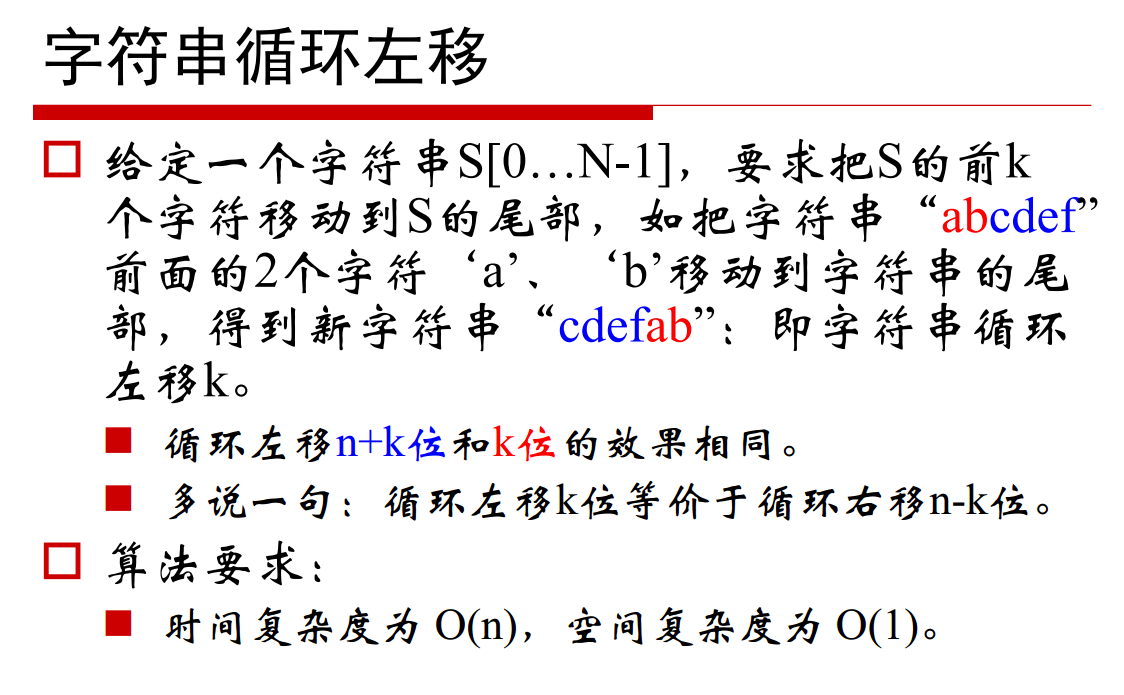 字符串循环左移
给定一个字符串S[0…N-1]，要求把S的前k
个字符移动到S的尾部，如把字符串“abcdef”
前面的2个字符‘a’、‘b’移动到字符串的尾
部，得到新字符串“cdefab”：即字符串循环
左移k。
循环左移n+k位和k位的效果相同。
多说一句：循环左移k位等价于循环右移n-k位。
算法要求：
时间复杂度为 O(n)，空间复杂度为 O(1)。